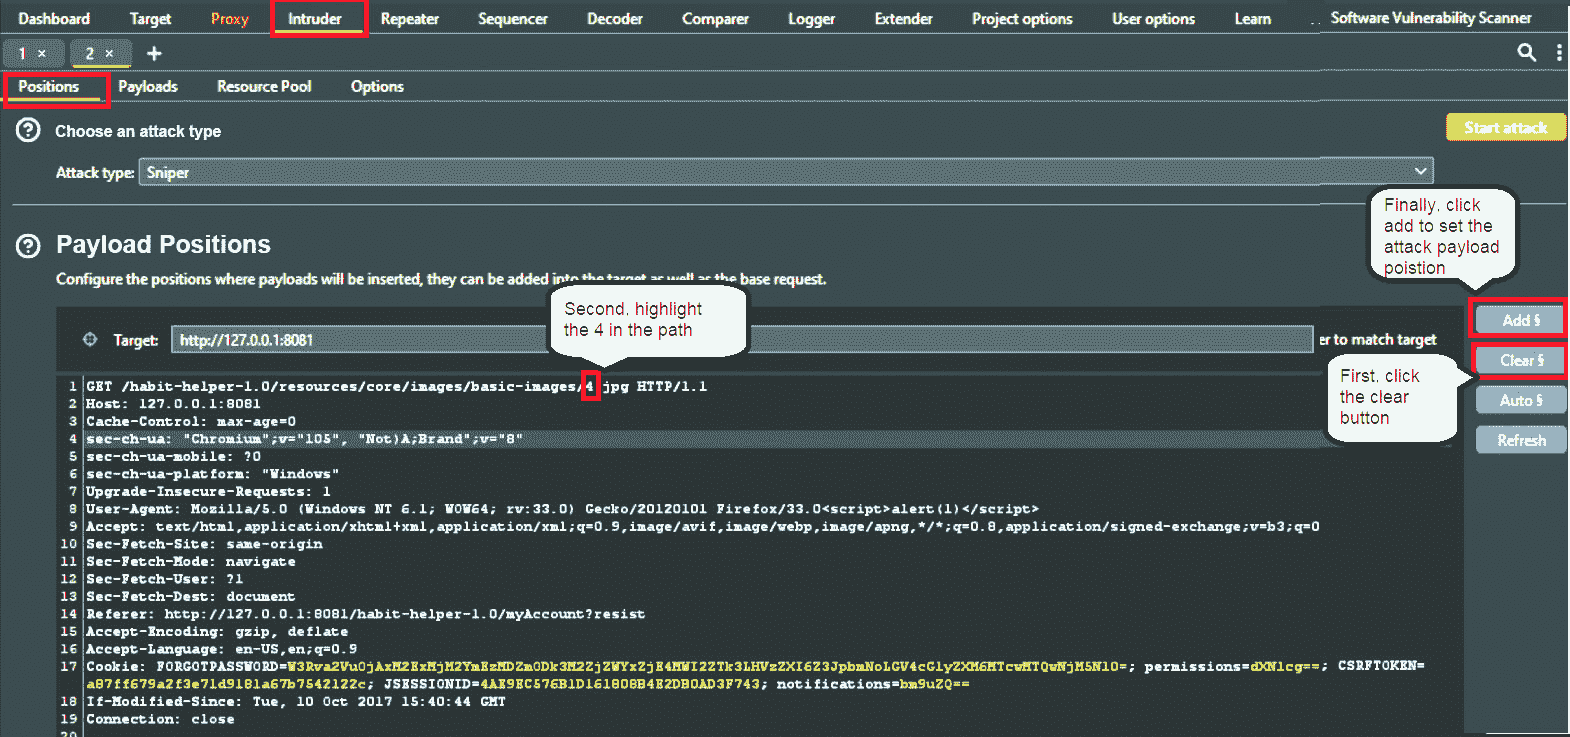 Dashboard Target Proxy Intruder Repeater Sequencer Decoder Comparer Logger Extender Project options User options Learn .. Software Vulnerability Scanner
1 × 2 × +
Positions Payloads Resource Pool Options
? Choose an attack type
Start attack
Attack type: Sniper
Finally. click
add to set the
attack payload
poistion
? Payload Positions
Configure the positions where payloads will be inserted, they can be added into the target as well as the base request.
Second. highlight
the 4 in the path
Add §
Target: http://127.0.0.1:8081 er to match target
Clear §
First. click
the clear
button
Auto §
Refresh
1 GET /habit-helper-1.0/resources/core/images/basic-images/4.jpg HTTP/1.1
2 Host: 127.0.0.1:8081
3 Cache-Control: max-age=0
4 sec-ch-ua: "Chromium";v="105", "Not)A;Brand";v="8"
5 sec-ch-ua-mobile: ?0
6 sec-ch-ua-platform: "Windows"
7 Upgrade-Insecure-Requests: 1
8 User-Agent: Mozilla/5.0 (Windows NT 6.1; WOW64; rv:33.0) Gecko/20120101 Firefox/33.0<script>alert(1)</script>
9 Accept: text/html,application/xhtml+xml,application/xml;q=0.9,image/avif,image/webp,image/apng,*/*;q=0.8,application/signed-exchange;v=b3;q=0
10 Sec-Fetch-Site: same-origin
11 Sec-Fetch-Mode: navigate
12 Sec-Fetch-User: ?1
13 Sec-Fetch-Dest: document
14 Referer: http://127.0.0.1:8081/habit-helper-1.0/myAccount?resist
15 Accept-Encoding: gzip, deflate
16 Accept-Language: en-US,en;q=0.9
17 Cookie: FORGOTPASSWORD= permissions=dXNlcg==; CSRFTOKEN=
a87ff679a2f3e71d9181a67b7542122c; JSESSIONID=4AE9EC576B1D161808B4E2DB0AD3F743; notifications=bm9uZQ==
18 If-Modified-Since: Tue, 10 Oct 2017 15:40:44 GMT
19 Connection: close
20